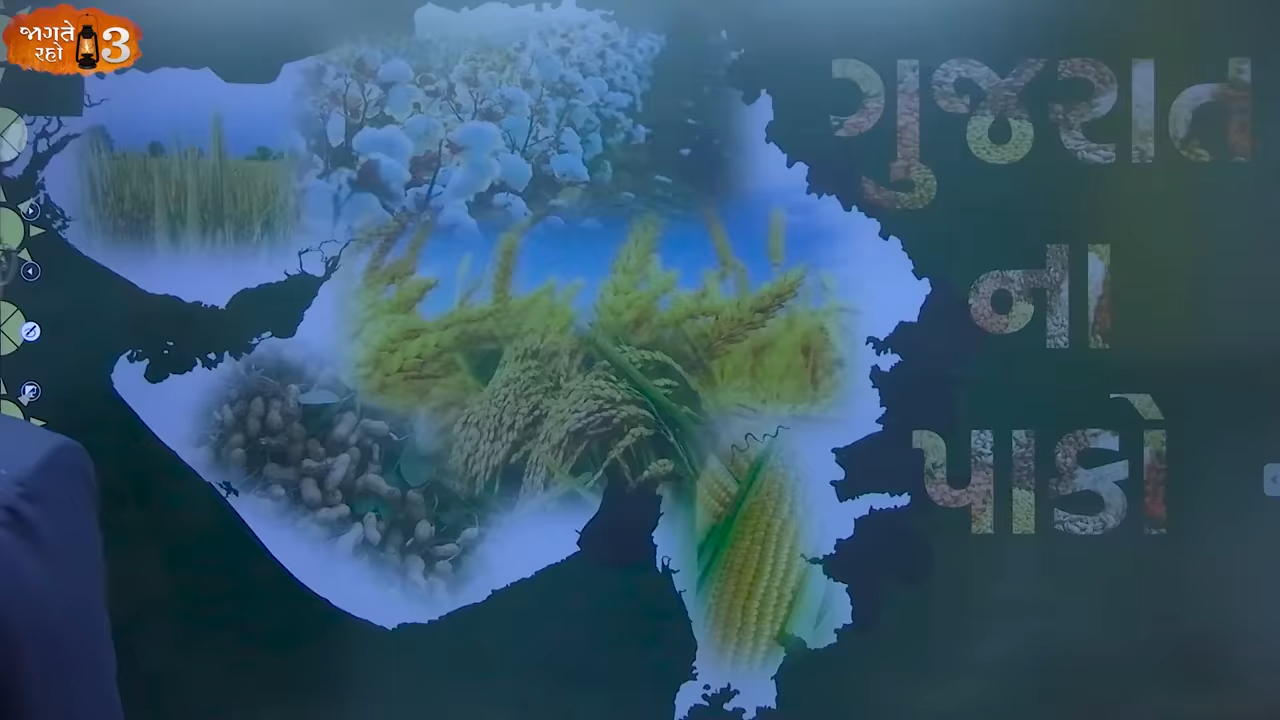 જાગતે
રહો 3
ગુજરાત
ના
પાકો